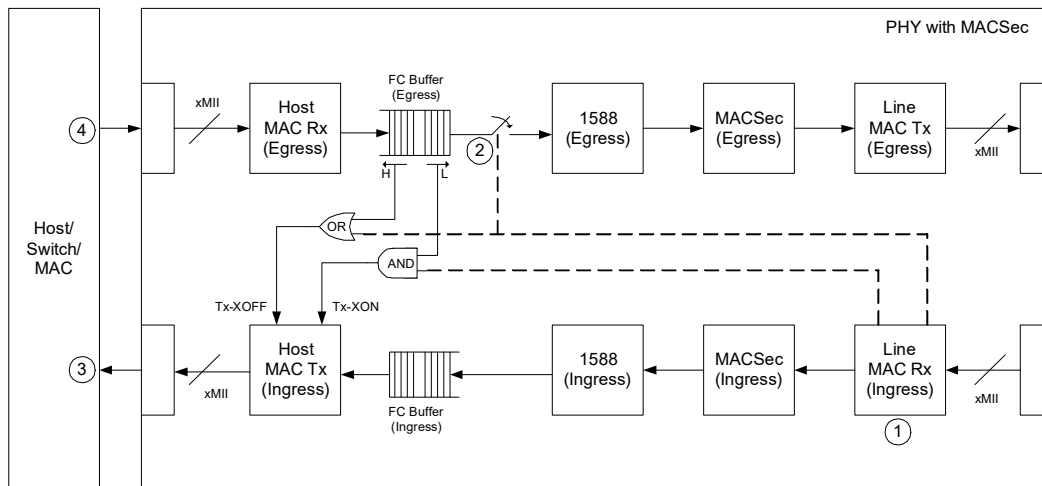 PHY with MACSec
FC Buffer
(Egress)
xMII
Host
MAC Rx
(Egress)
1588
(Egress)
MACSec
(Egress)
Line
MAC Tx
(Egress)
xMII
4
2
H
L
OR
AND
Host/
Switch/
MAC
Tx-XOFF
Tx-XON
3
xMII
Host
MAC Tx
(Ingress)
FC Buffer
(Ingress)
1588
(Ingress)
MACSec
(Ingress)
Line
MAC Rx
(Ingress)
xMII
1